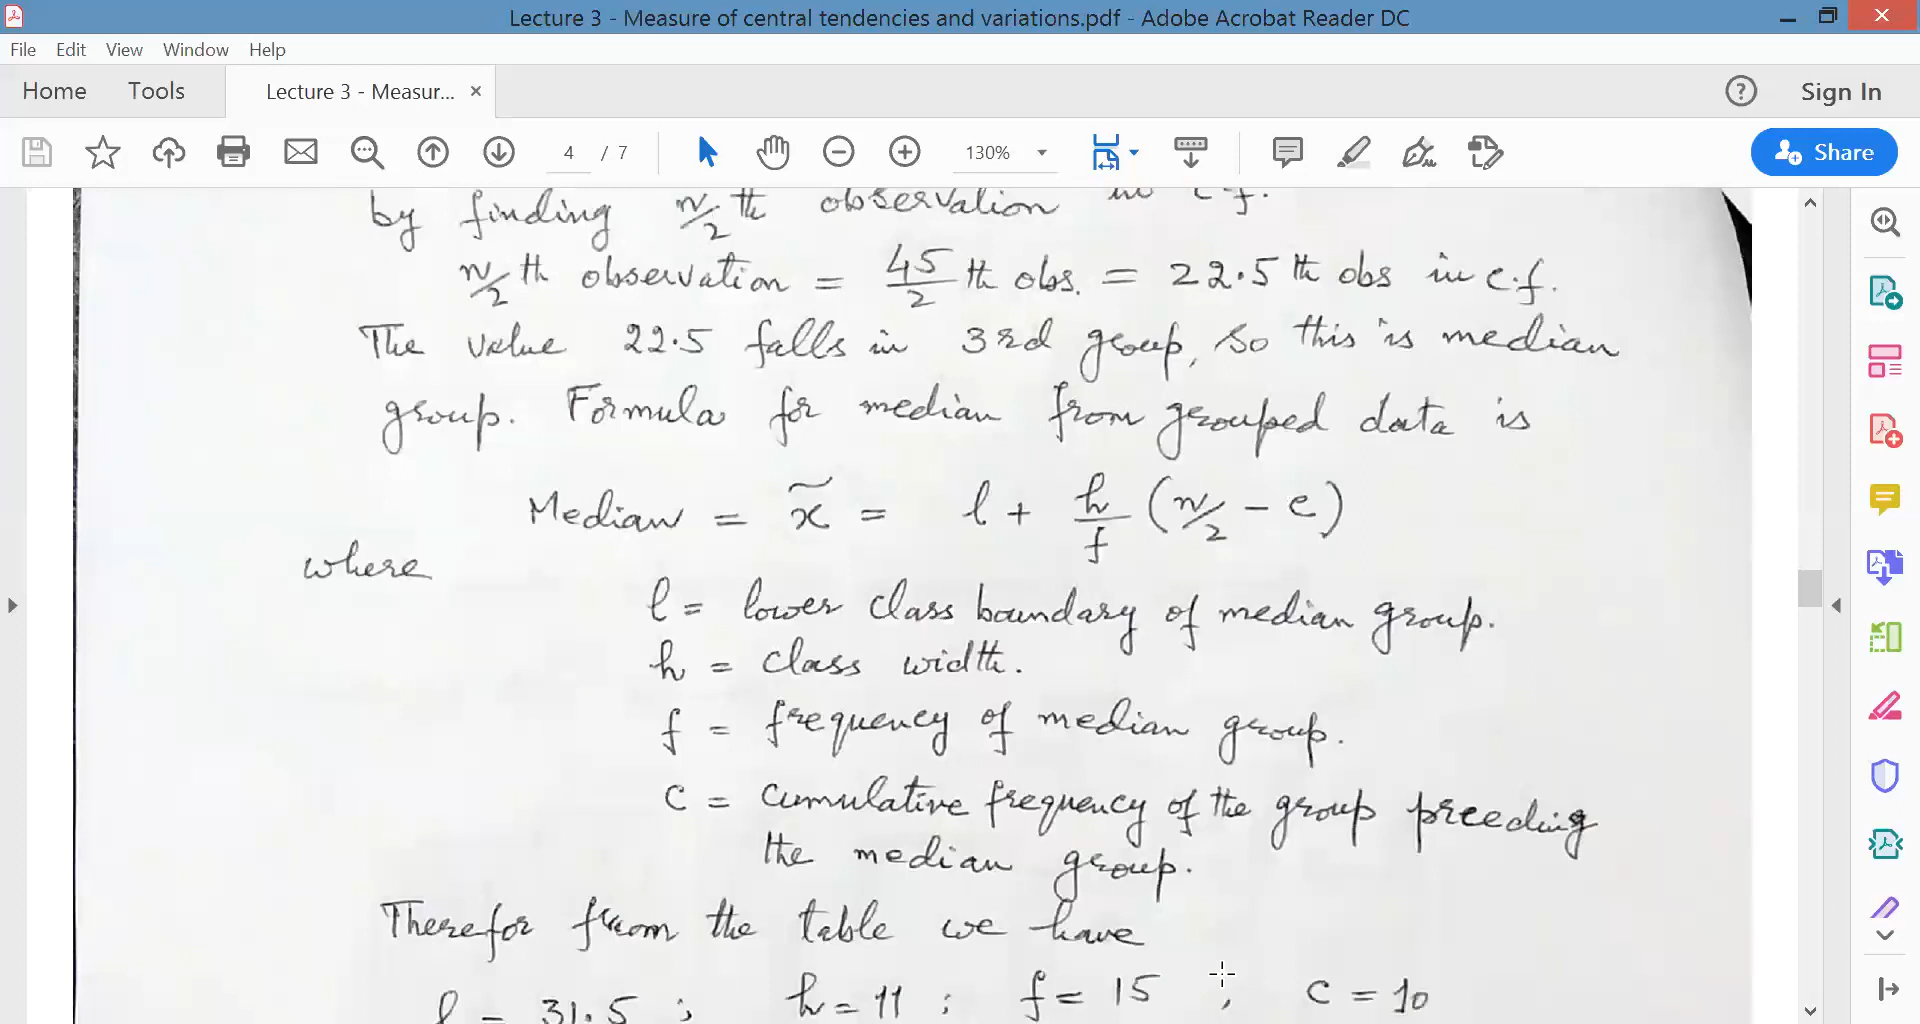 Lecture 3 - Measure of central tendencies and variations.pdf - Adobe Acrobat Reader DC
File Edit View Window Help
Home Tools Lecture 3 - Measur... × Sign In
4 / 7 130% Share
by finding n/2 th observation in c.f.
n/2 th observation = 45/2 th obs. = 22.5 th obs in c.f.
The value 22.5 falls in 3rd group, so this is median
group. Formula for median from grouped data is
Median = x̃ = l + h/f (n/2 - c)
where
l = lower class boundary of median group.
h = class width.
f = frequency of median group.
c = cumulative frequency of the group preeding
the median group.
Therefor from the table we have
l = 31.5 ; h = 11 ; f = 15 , c = 10